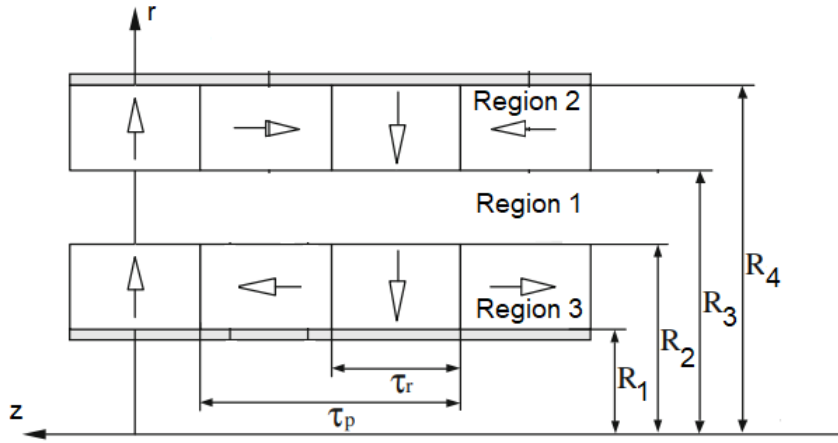 r
Region 2
Region 1
Region 3
R4
R3
R2
R1
τr
τp
z